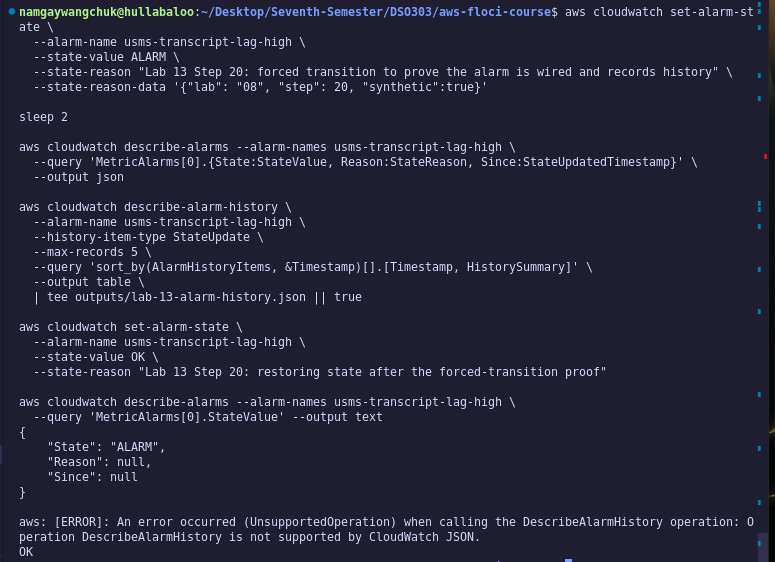 namgaywangchuk@hullabaloo:~/Desktop/Seventh-Semester/DSO303/aws-floci-course$ aws cloudwatch set-alarm-st
ate \
  --alarm-name usms-transcript-lag-high \
  --state-value ALARM \
  --state-reason "Lab 13 Step 20: forced transition to prove the alarm is wired and records history" \
  --state-reason-data '{"lab": "08", "step": 20, "synthetic":true}'

sleep 2

aws cloudwatch describe-alarms --alarm-names usms-transcript-lag-high \
  --query 'MetricAlarms[0].{State:StateValue, Reason:StateReason, Since:StateUpdatedTimestamp}' \
  --output json

aws cloudwatch describe-alarm-history \
  --alarm-name usms-transcript-lag-high \
  --history-item-type StateUpdate \
  --max-records 5 \
  --query 'sort_by(AlarmHistoryItems, &Timestamp)[].[Timestamp, HistorySummary]' \
  --output table \
  | tee outputs/lab-13-alarm-history.json || true

aws cloudwatch set-alarm-state \
  --alarm-name usms-transcript-lag-high \
  --state-value OK \
  --state-reason "Lab 13 Step 20: restoring state after the forced-transition proof"

aws cloudwatch describe-alarms --alarm-names usms-transcript-lag-high \
  --query 'MetricAlarms[0].StateValue' --output text
{
    "State": "ALARM",
    "Reason": null,
    "Since": null
}

aws: [ERROR]: An error occurred (UnsupportedOperation) when calling the DescribeAlarmHistory operation: O
peration DescribeAlarmHistory is not supported by CloudWatch JSON.
OK